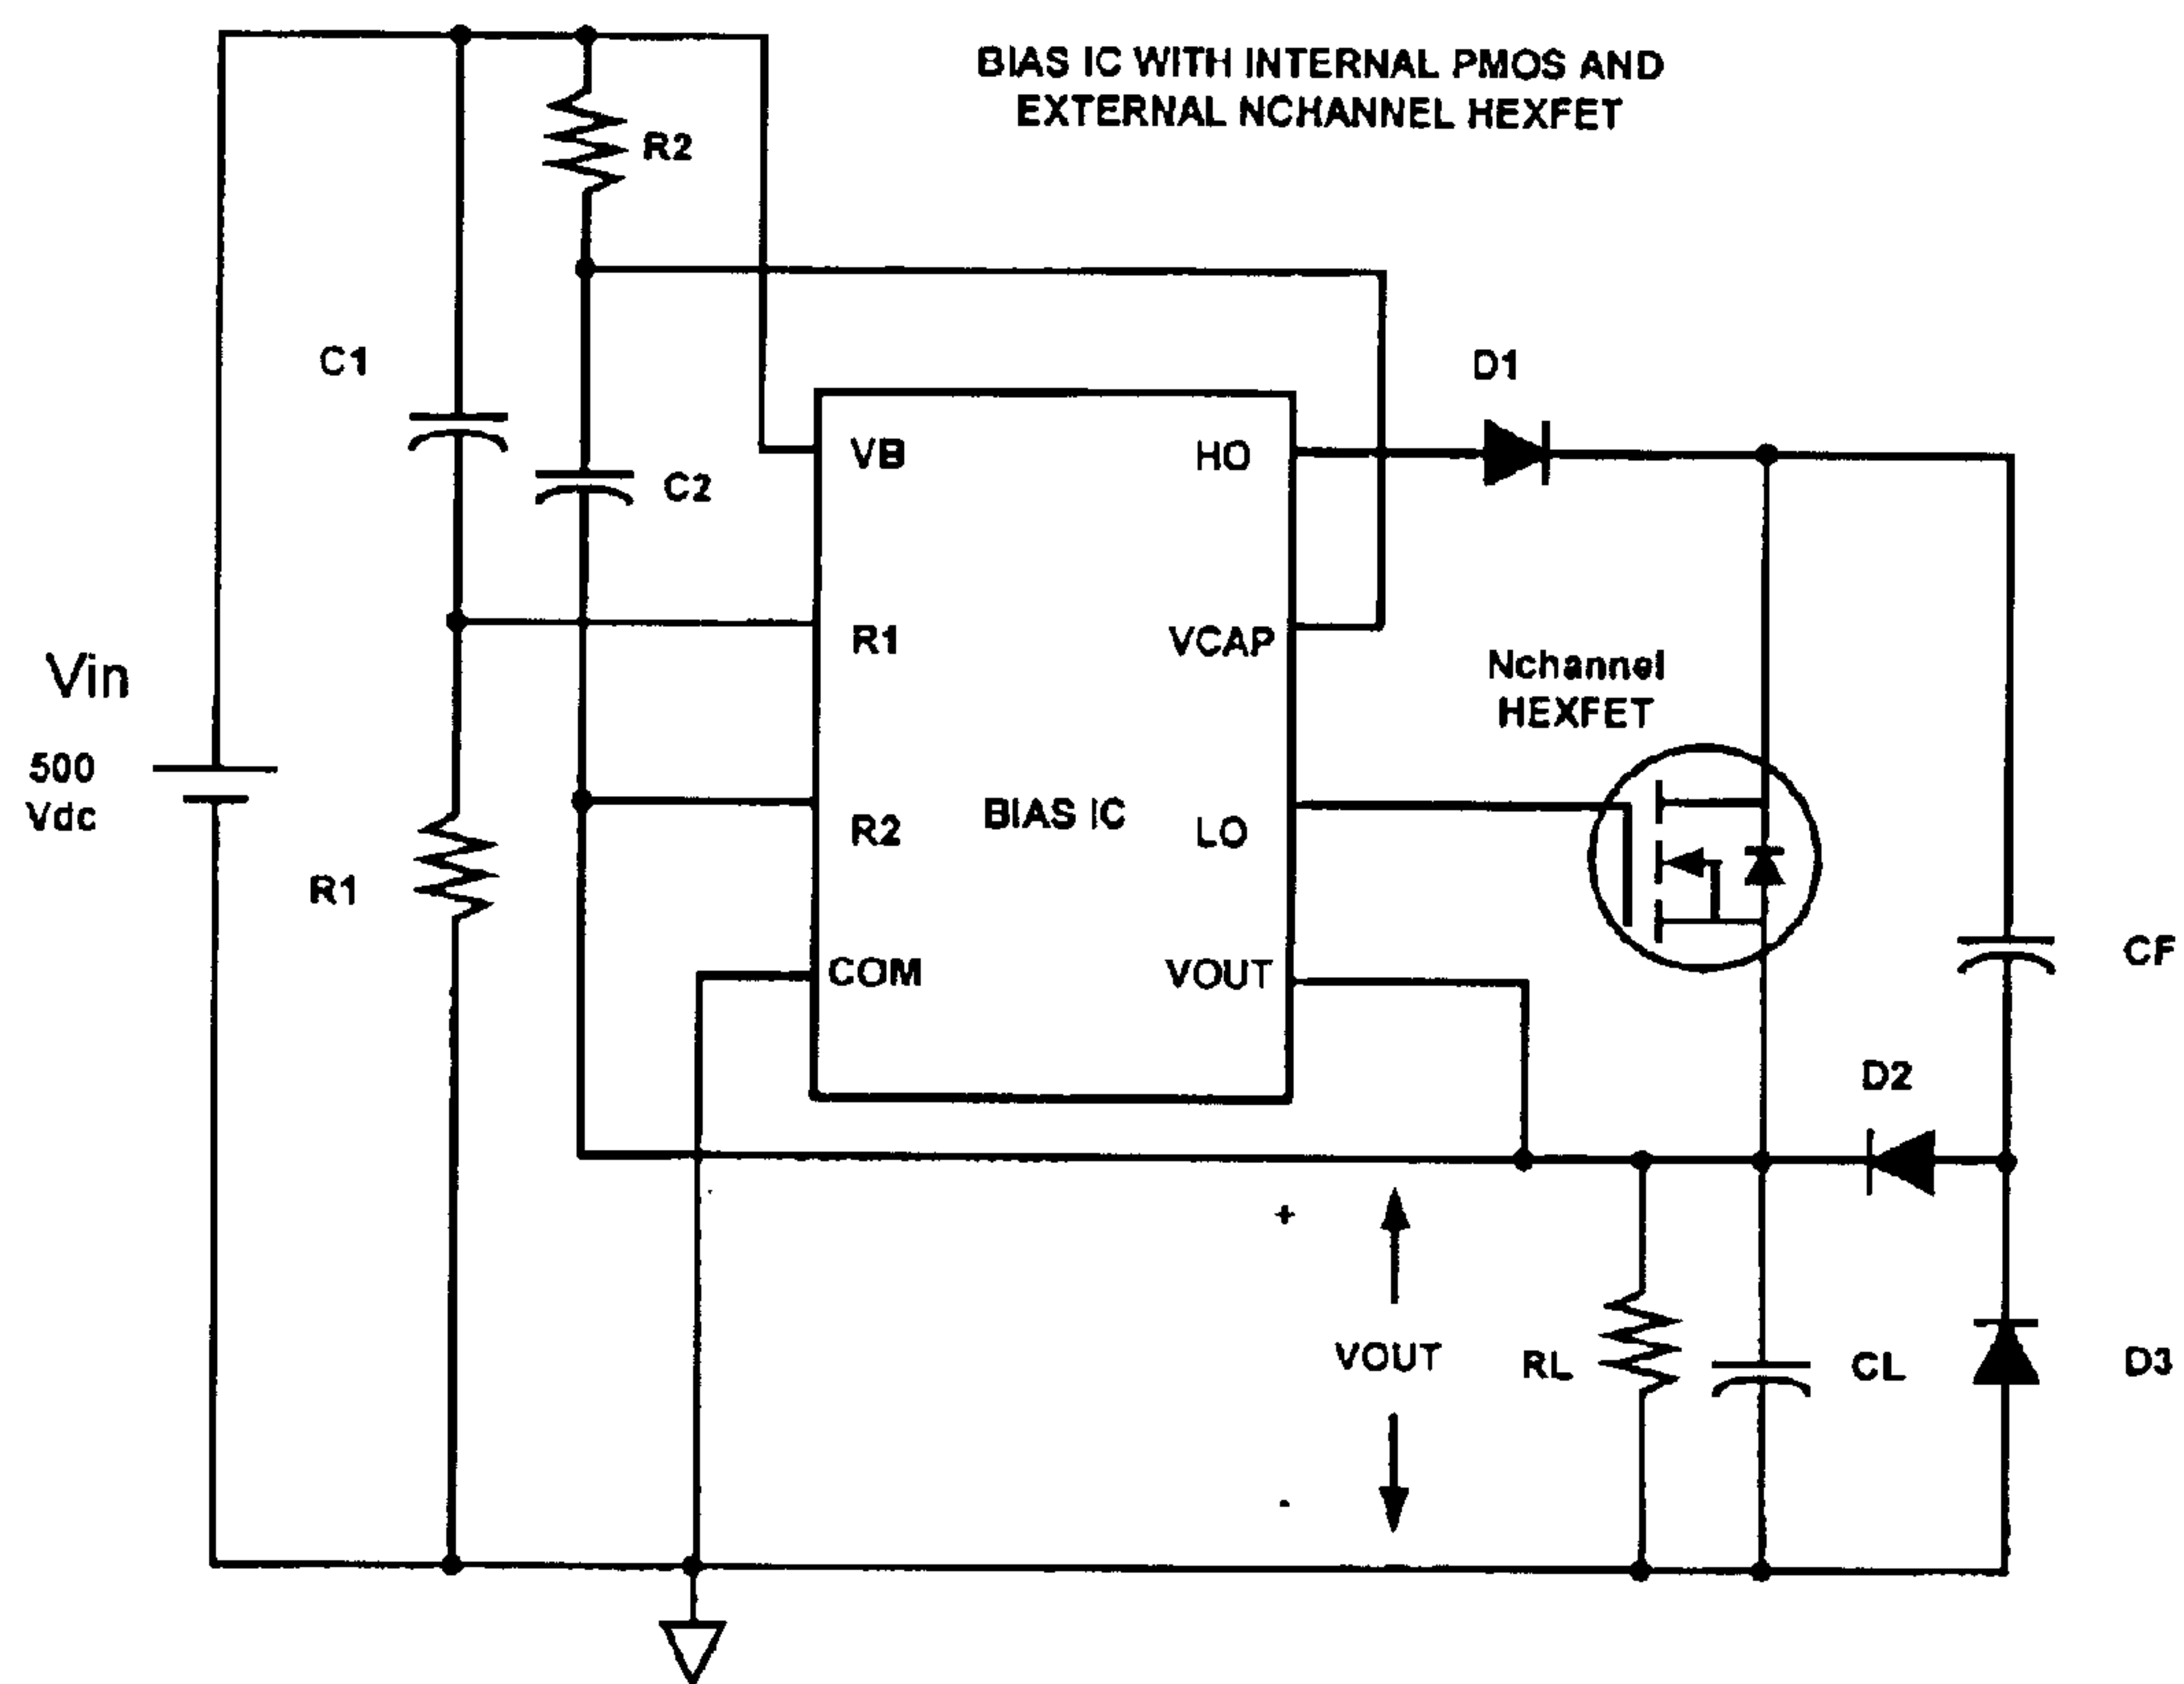 BIAS IC WITH INTERNAL PMOS AND
EXTERNAL NCHANNEL HEXFET
R2
C1
D1
VB
HO
C2
R1
VCAP
Vin
Nchannel
HEXFET
500
Vdc
BIAS IC
R2
LO
R1
COM
VOUT
CF
D2
+
VOUT
RL
CL
D3
-